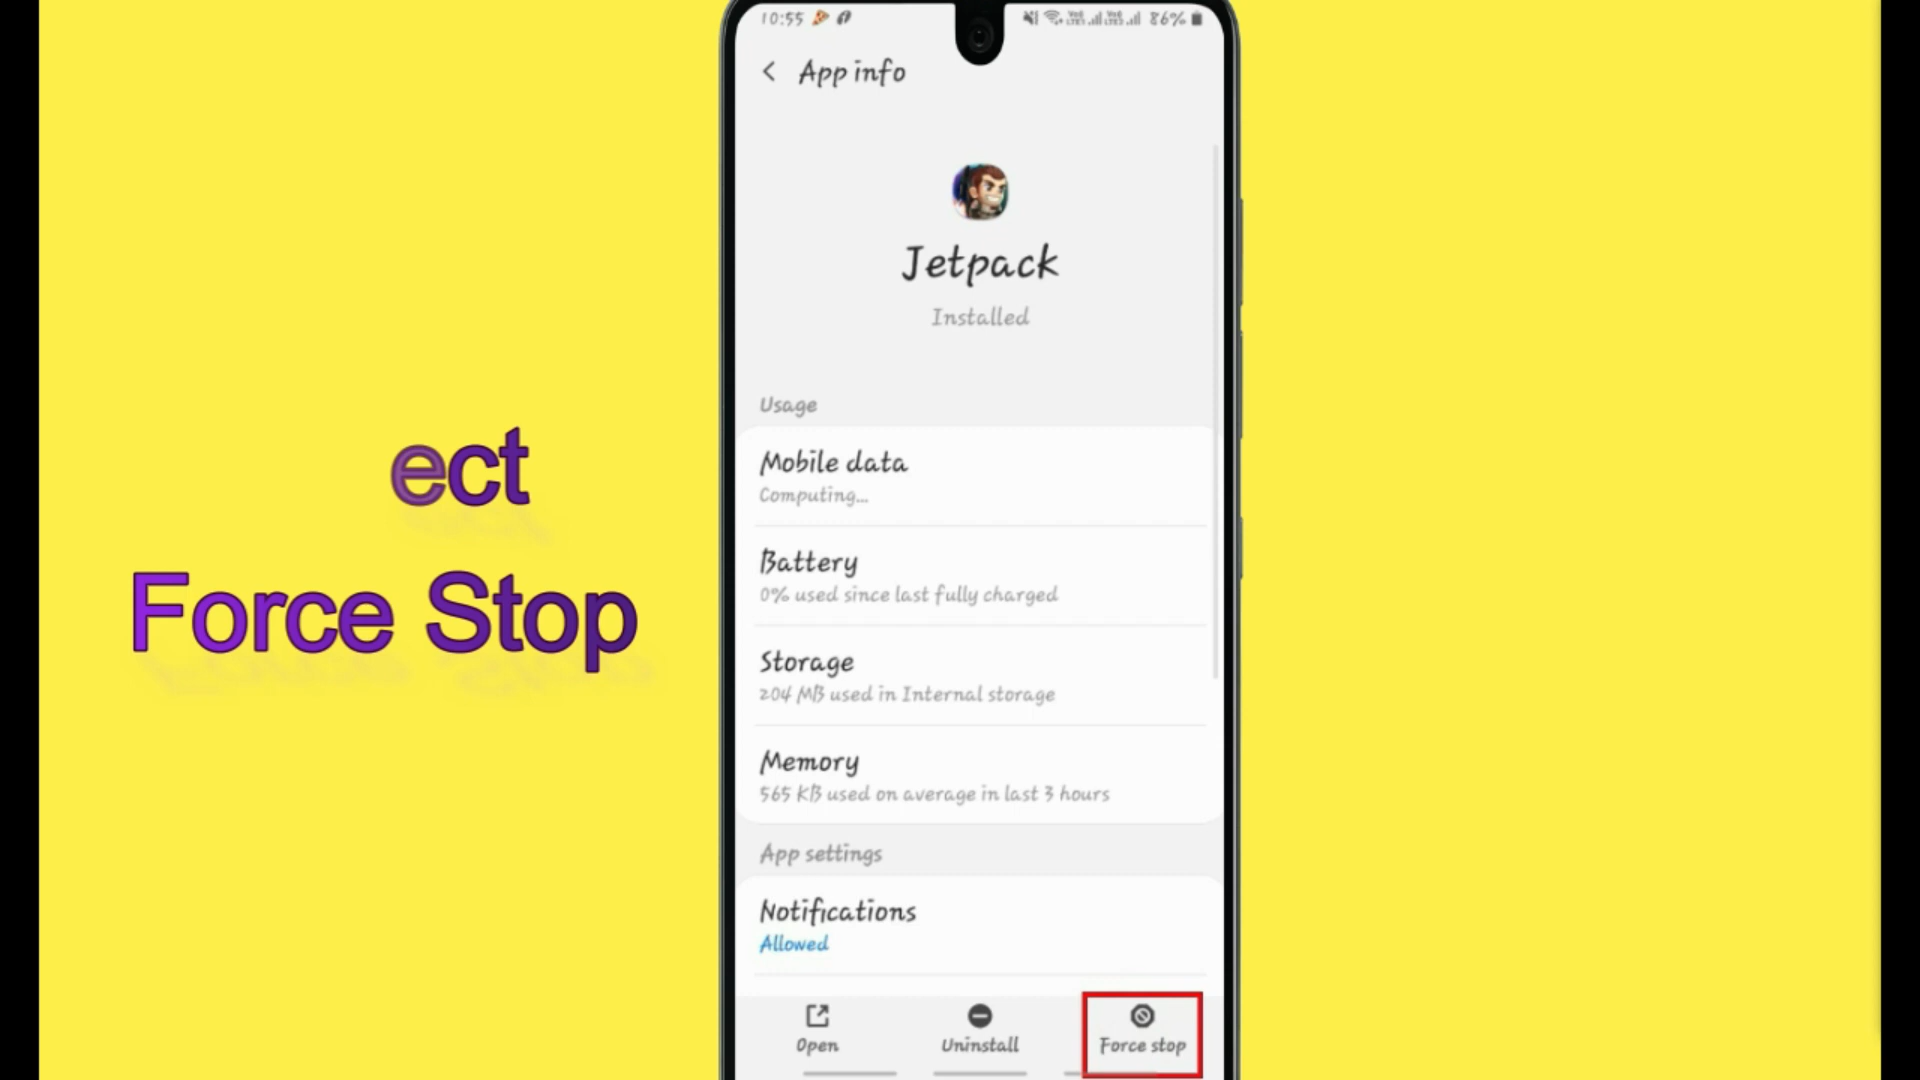 10:55
86%
App info
Jetpack
Installed
Usage
Mobile data
Computing...
Battery
0% used since last fully charged
Storage
204 MB used in Internal storage
Memory
565 KB used on average in last 3 hours
App settings
Notifications
Allowed
Open
Uninstall
Force stop
ect
Force Stop